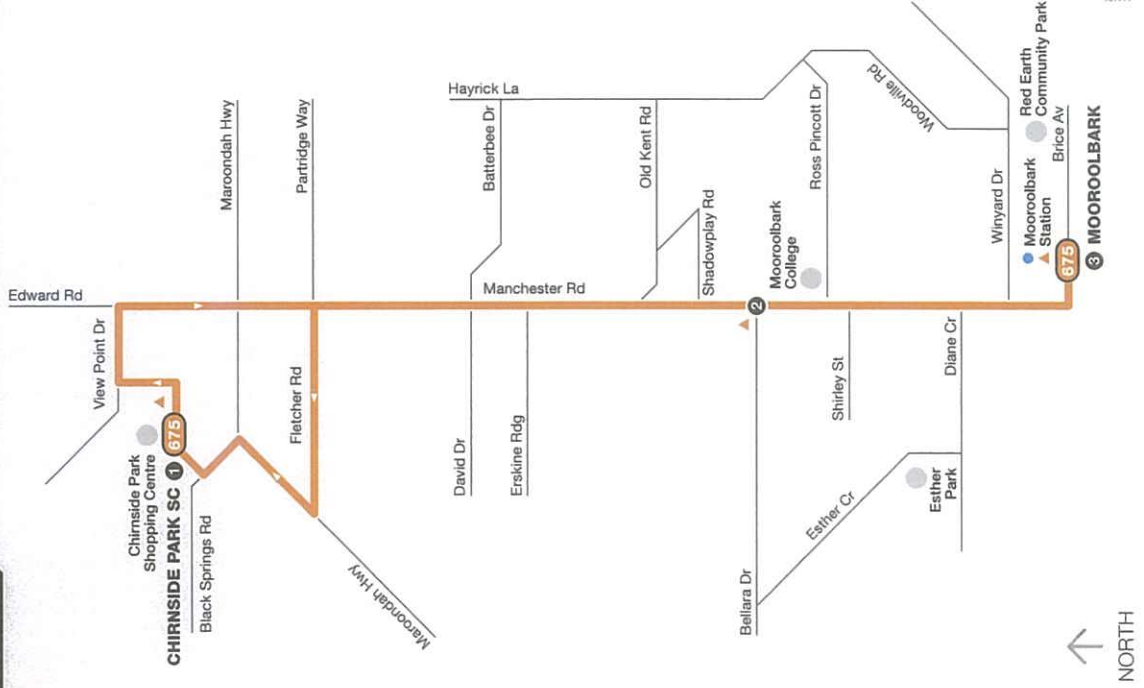 Edward Rd
View Point Dr
Chirnside Park
Shopping Centre
CHIRNSIDE PARK SC 1
675
Black Springs Rd
Maroondah Hwy
Partridge Way
Fletcher Rd
Maroondah Hwy
Hayrick La
Batterbee Dr
Manchester Rd
David Dr
Erskine Rdg
Old Kent Rd
Shadowplay Rd
2
Mooroolbark
College
Ross Pincott Dr
Woodville Rd
Bellara Dr
Shirley St
Esther Cr
Esther
Park
Diane Cr
Winyard Dr
Mooroolbark
Station
Red Earth
Community Park
Brice Av
675
3 MOOROOLBARK
NORTH